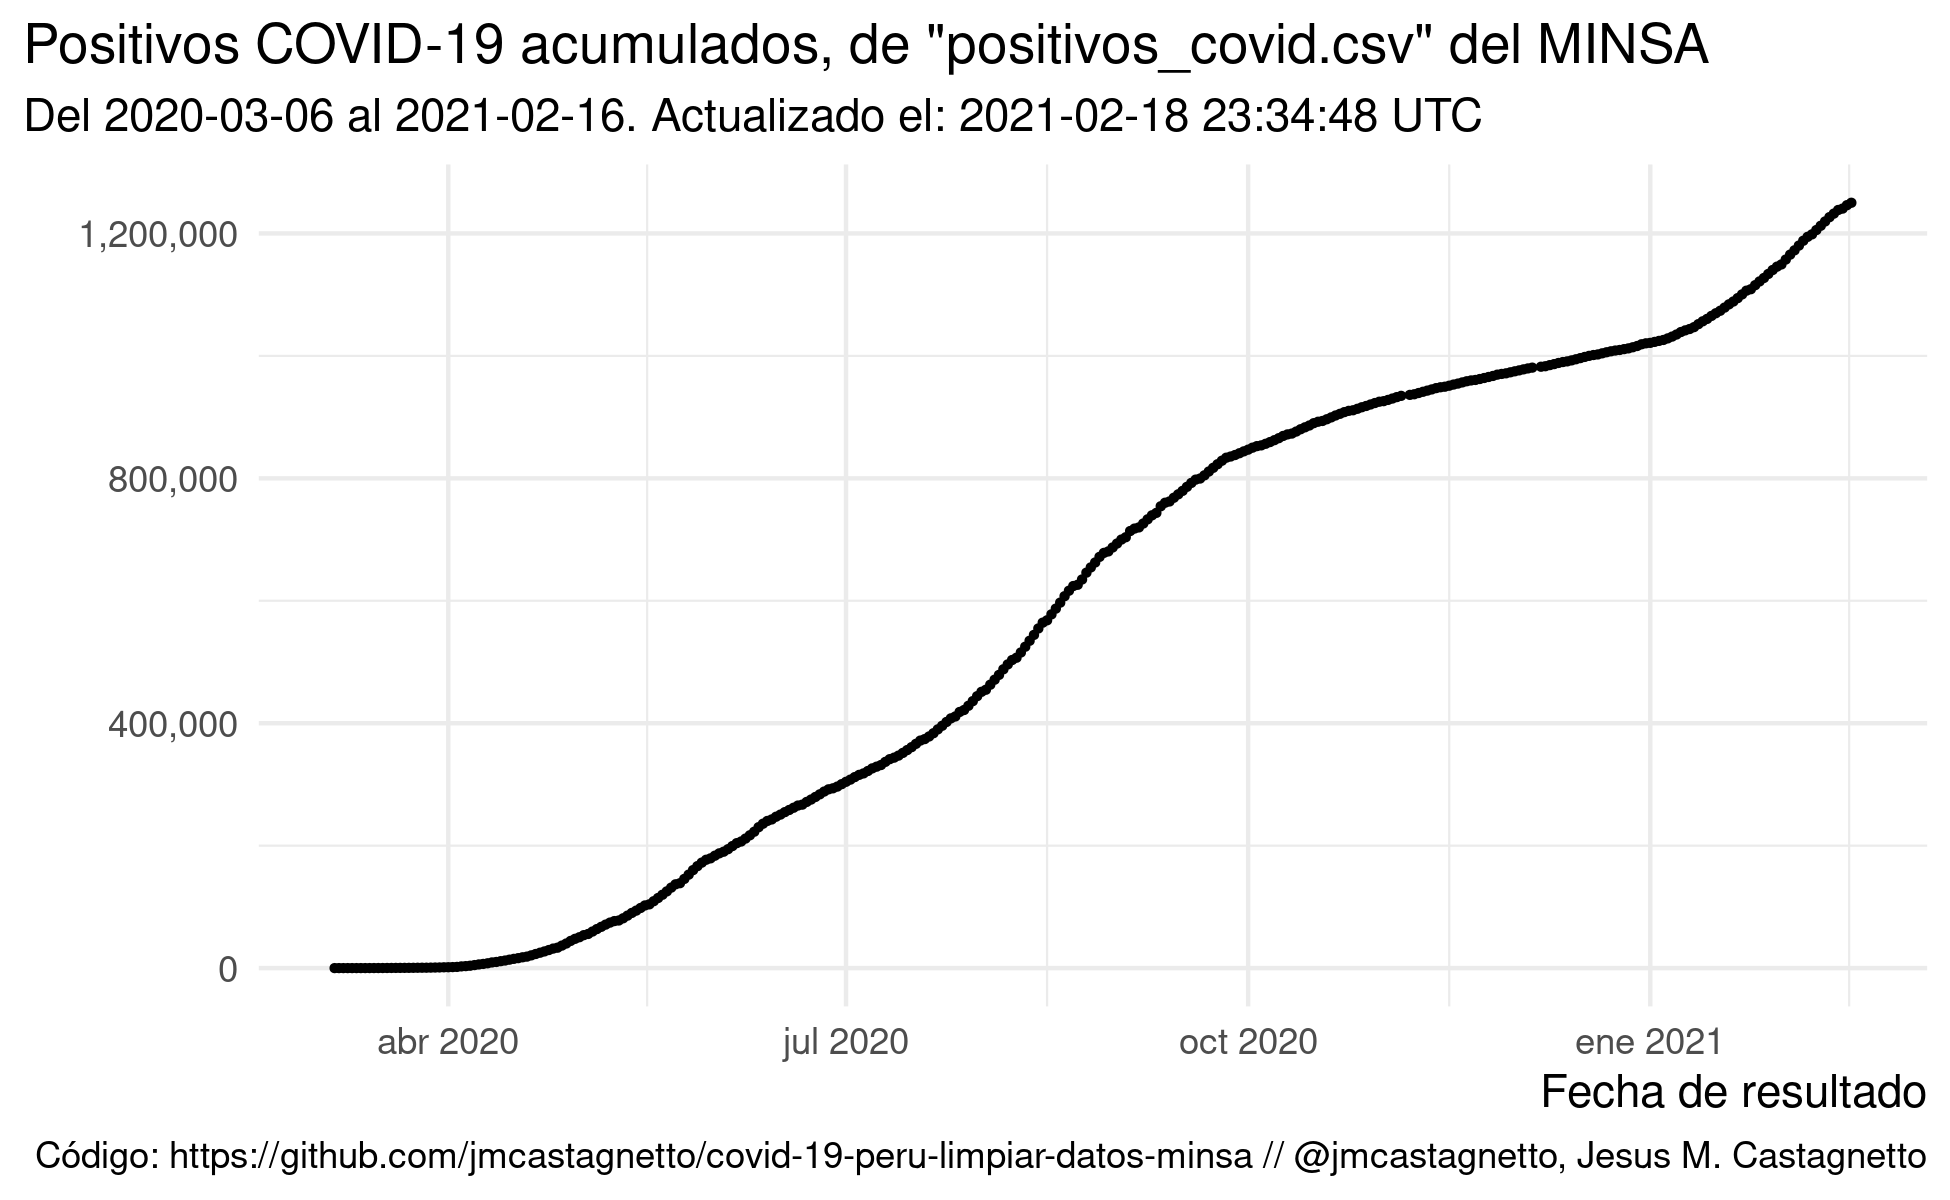 Positivos COVID-19 acumulados, de "positivos_covid.csv" del MINSA
Del 2020-03-06 al 2021-02-16. Actualizado el: 2021-02-18 23:34:48 UTC
1,200,000
800,000
400,000
0
abr 2020
jul 2020
oct 2020
ene 2021
Fecha de resultado
Código: https://github.com/jmcastagnetto/covid-19-peru-limpiar-datos-minsa // @jmcastagnetto, Jesus M. Castagnetto